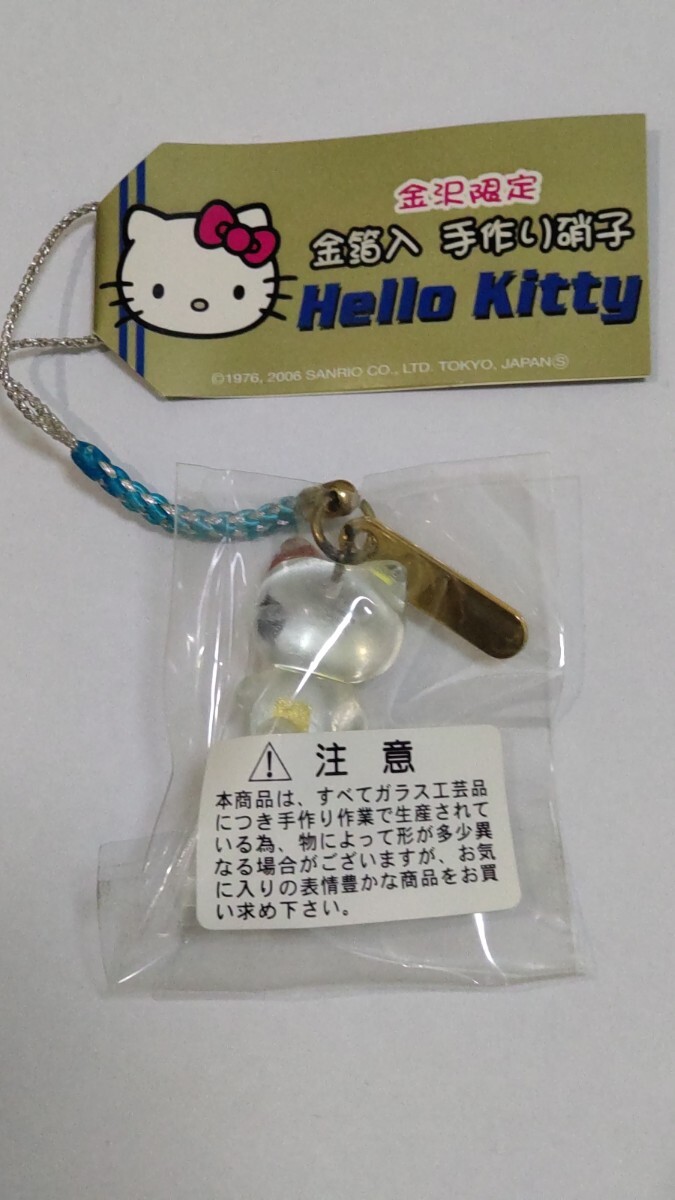 金沢限定
金箔入 手作り硝子
Hello Kitty
©1976, 2006 SANRIO CO., LTD. TOKYO, JAPANⓈ
⚠ 注意
本商品は、すべてガラス工芸品
につき手作り作業で生産されて
いる為、物によって形が多少異
なる場合がございますが、お気
に入りの表情豊かな商品をお買
い求め下さい。